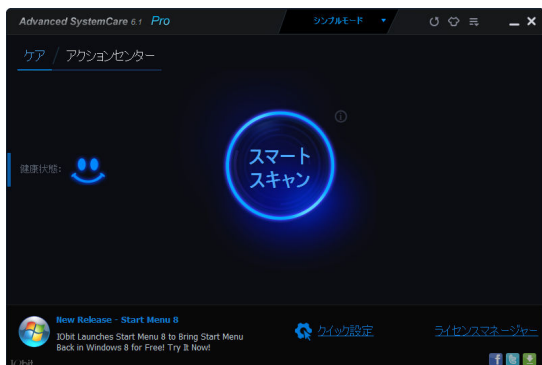 Advanced SystemCare 6.1 Pro
シンプルモード
ケア / アクションセンター
健康状態:
スマート
スキャン
New Release - Start Menu 8
IObit Launches Start Menu 8 to Bring Start Menu
Back in Windows 8 for Free! Try It Now!
クイック設定
ライセンスマネージャー
IObit